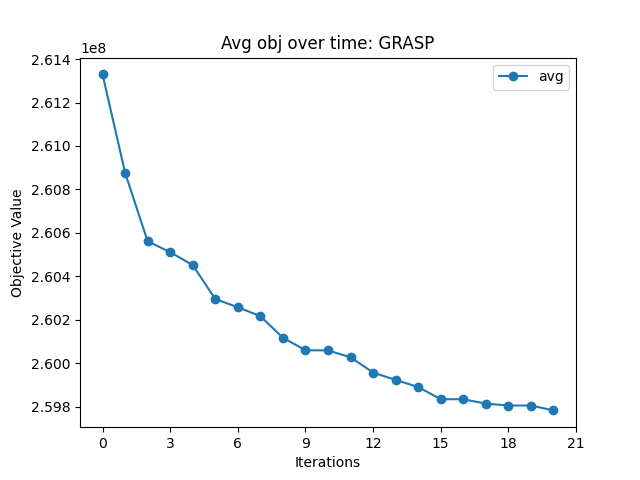 Avg obj over time: GRASP
1e8
2.614
2.612
2.610
2.608
2.606
2.604
2.602
2.600
2.598
Objective Value
avg
0 3 6 9 12 15 18 21
Iterations